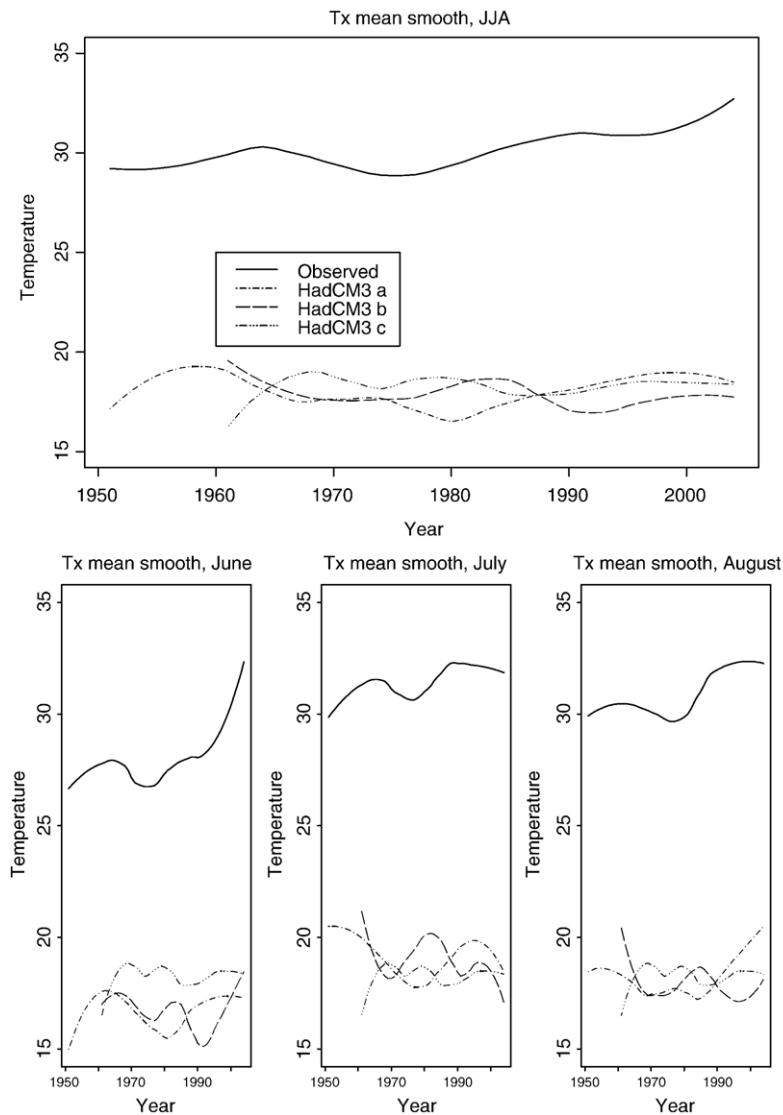 Tx mean smooth, JJA
35
30
25
20
15
Temperature
Observed
HadCM3 a
HadCM3 b
HadCM3 c
1950 1960 1970 1980 1990 2000
Year
Tx mean smooth, June
35
30
25
20
15
Temperature
1950 1970 1990
Year
Tx mean smooth, July
35
30
25
20
15
Temperature
1950 1970 1990
Year
Tx mean smooth, August
35
30
25
20
15
Temperature
1950 1970 1990
Year